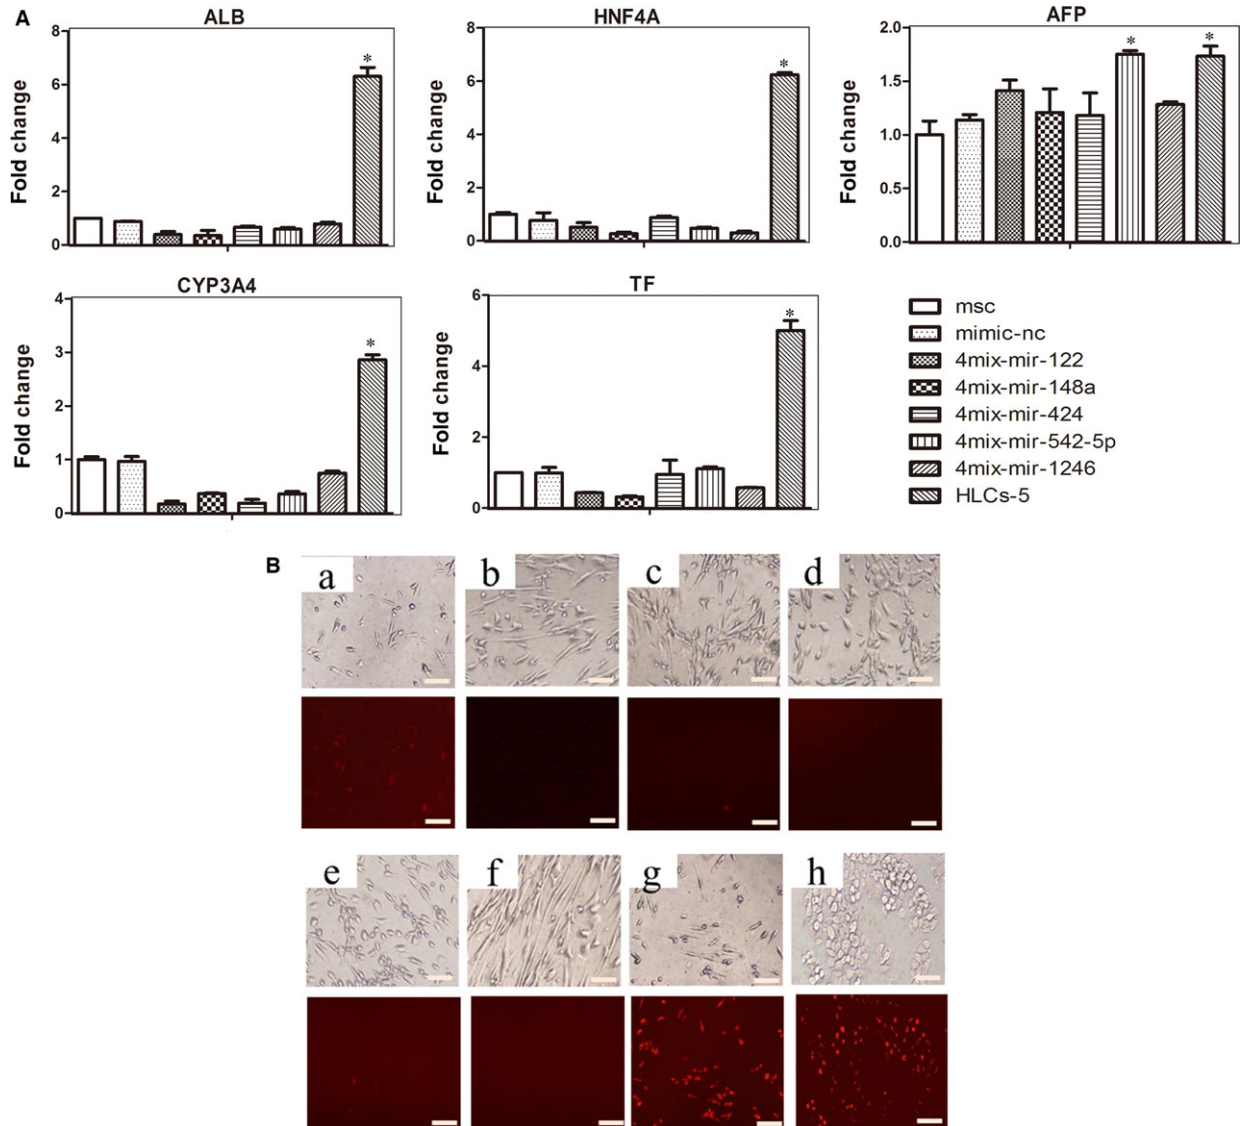 A
ALB
Fold change
8
6
4
2
0
*
HNF4A
Fold change
8
6
4
2
0
*
AFP
Fold change
2.0
1.5
1.0
0.5
0.0
* *
CYP3A4
Fold change
4
3
2
1
0
*
TF
Fold change
6
4
2
0
*
msc
mimic-nc
4mix-mir-122
4mix-mir-148a
4mix-mir-424
4mix-mir-542-5p
4mix-mir-1246
HLCs-5
B
a b c d
e f g h